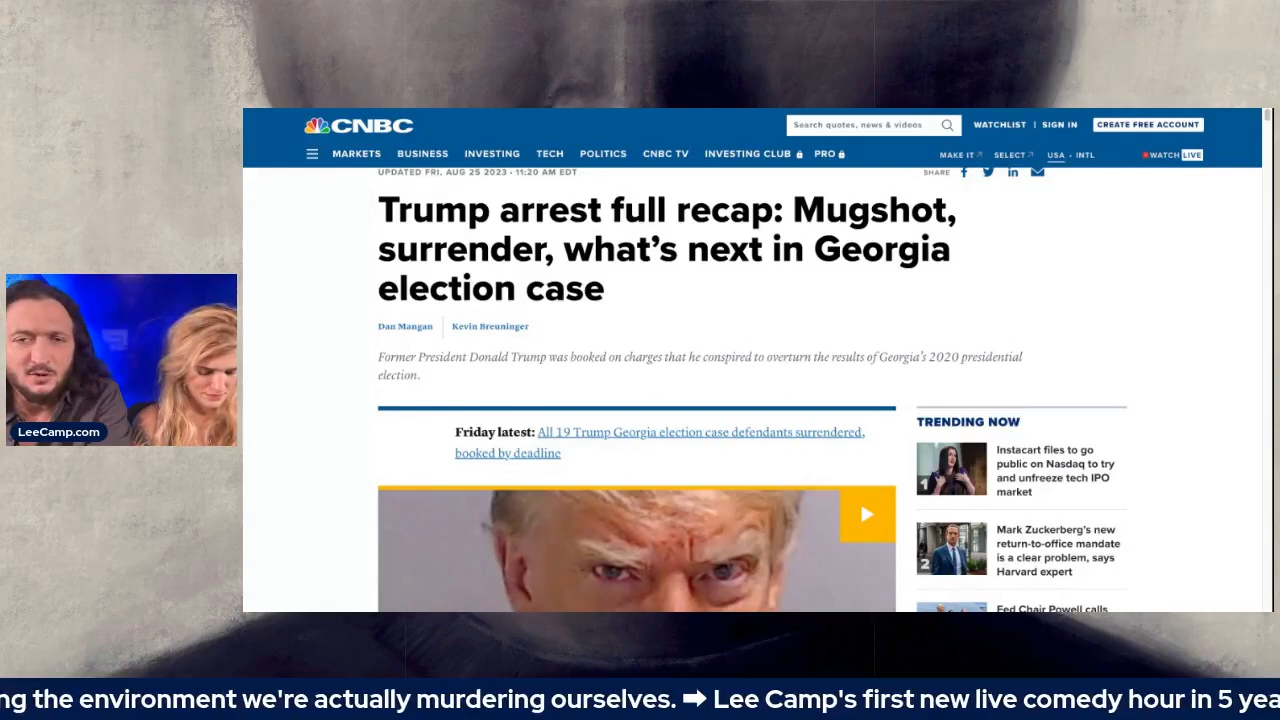 CNBC
Search quotes, news & videos
WATCHLIST | SIGN IN
CREATE FREE ACCOUNT
MARKETS BUSINESS INVESTING TECH POLITICS CNBC TV INVESTING CLUB PRO
MAKE IT SELECT USA • INTL WATCH LIVE
UPDATED FRI, AUG 25 2023 • 11:20 AM EDT
SHARE
Trump arrest full recap: Mugshot,
surrender, what’s next in Georgia
election case
Dan Mangan Kevin Breuninger
Former President Donald Trump was booked on charges that he conspired to overturn the results of Georgia’s 2020 presidential
election.
Friday latest: All 19 Trump Georgia election case defendants surrendered,
booked by deadline
TRENDING NOW
1
Instacart files to go
public on Nasdaq to try
and unfreeze tech IPO
market
2
Mark Zuckerberg’s new
return-to-office mandate
is a clear problem, says
Harvard expert
Fed Chair Powell calls
LeeCamp.com
ng the environment we're actually murdering ourselves. ➡ Lee Camp's first new live comedy hour in 5 yea